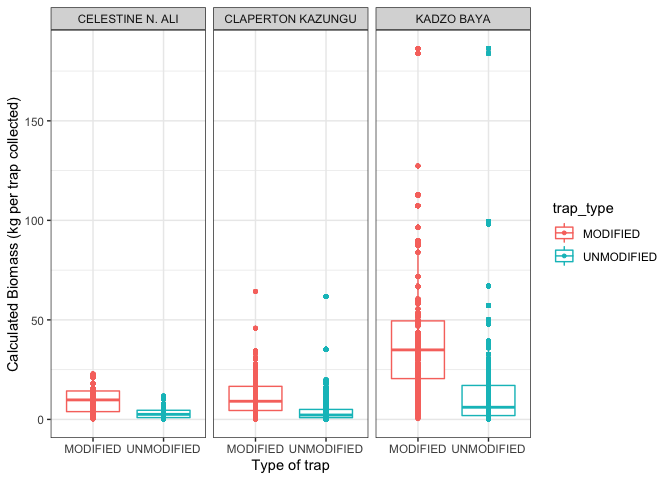 CELESTINE N. ALI
CLAPERTON KAZUNGU
KADZO BAYA
Calculated Biomass (kg per trap collected)
150
100
50
0
trap_type
MODIFIED
UNMODIFIED
MODIFIED UNMODIFIED
MODIFIED UNMODIFIED
MODIFIED UNMODIFIED
Type of trap